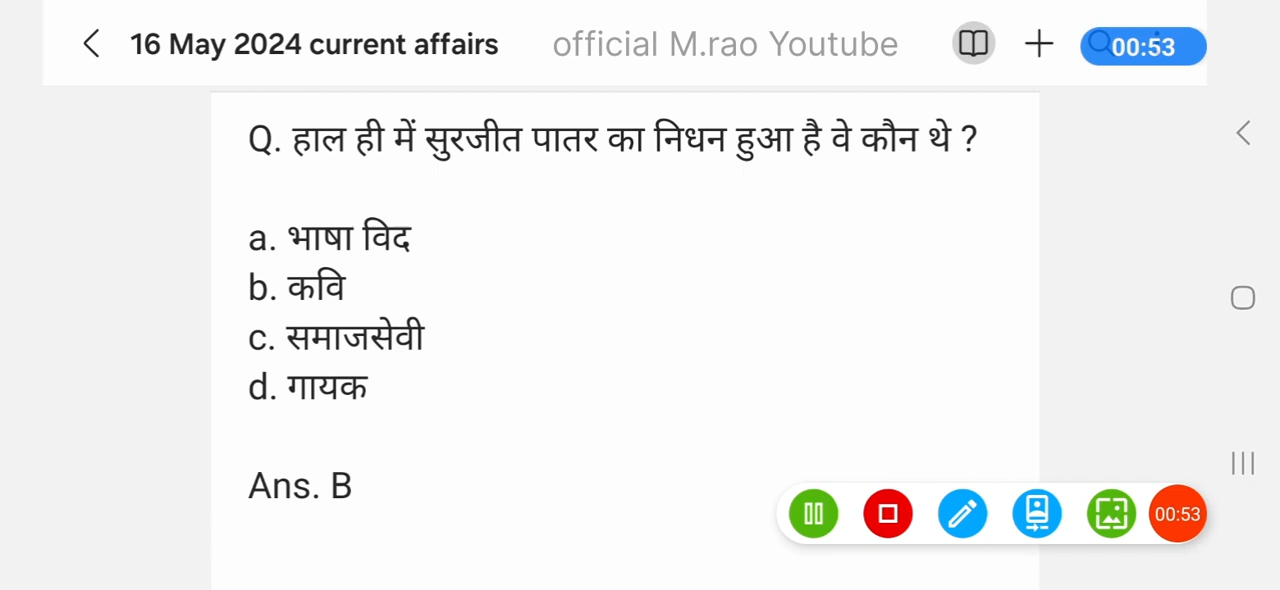 16 May 2024 current affairs official M.rao Youtube 00:53
Q. हाल ही में सुरजीत पातर का निधन हुआ है वे कौन थे ?
a. भाषा विद
b. कवि
c. समाजसेवी
d. गायक
Ans. B
00:53